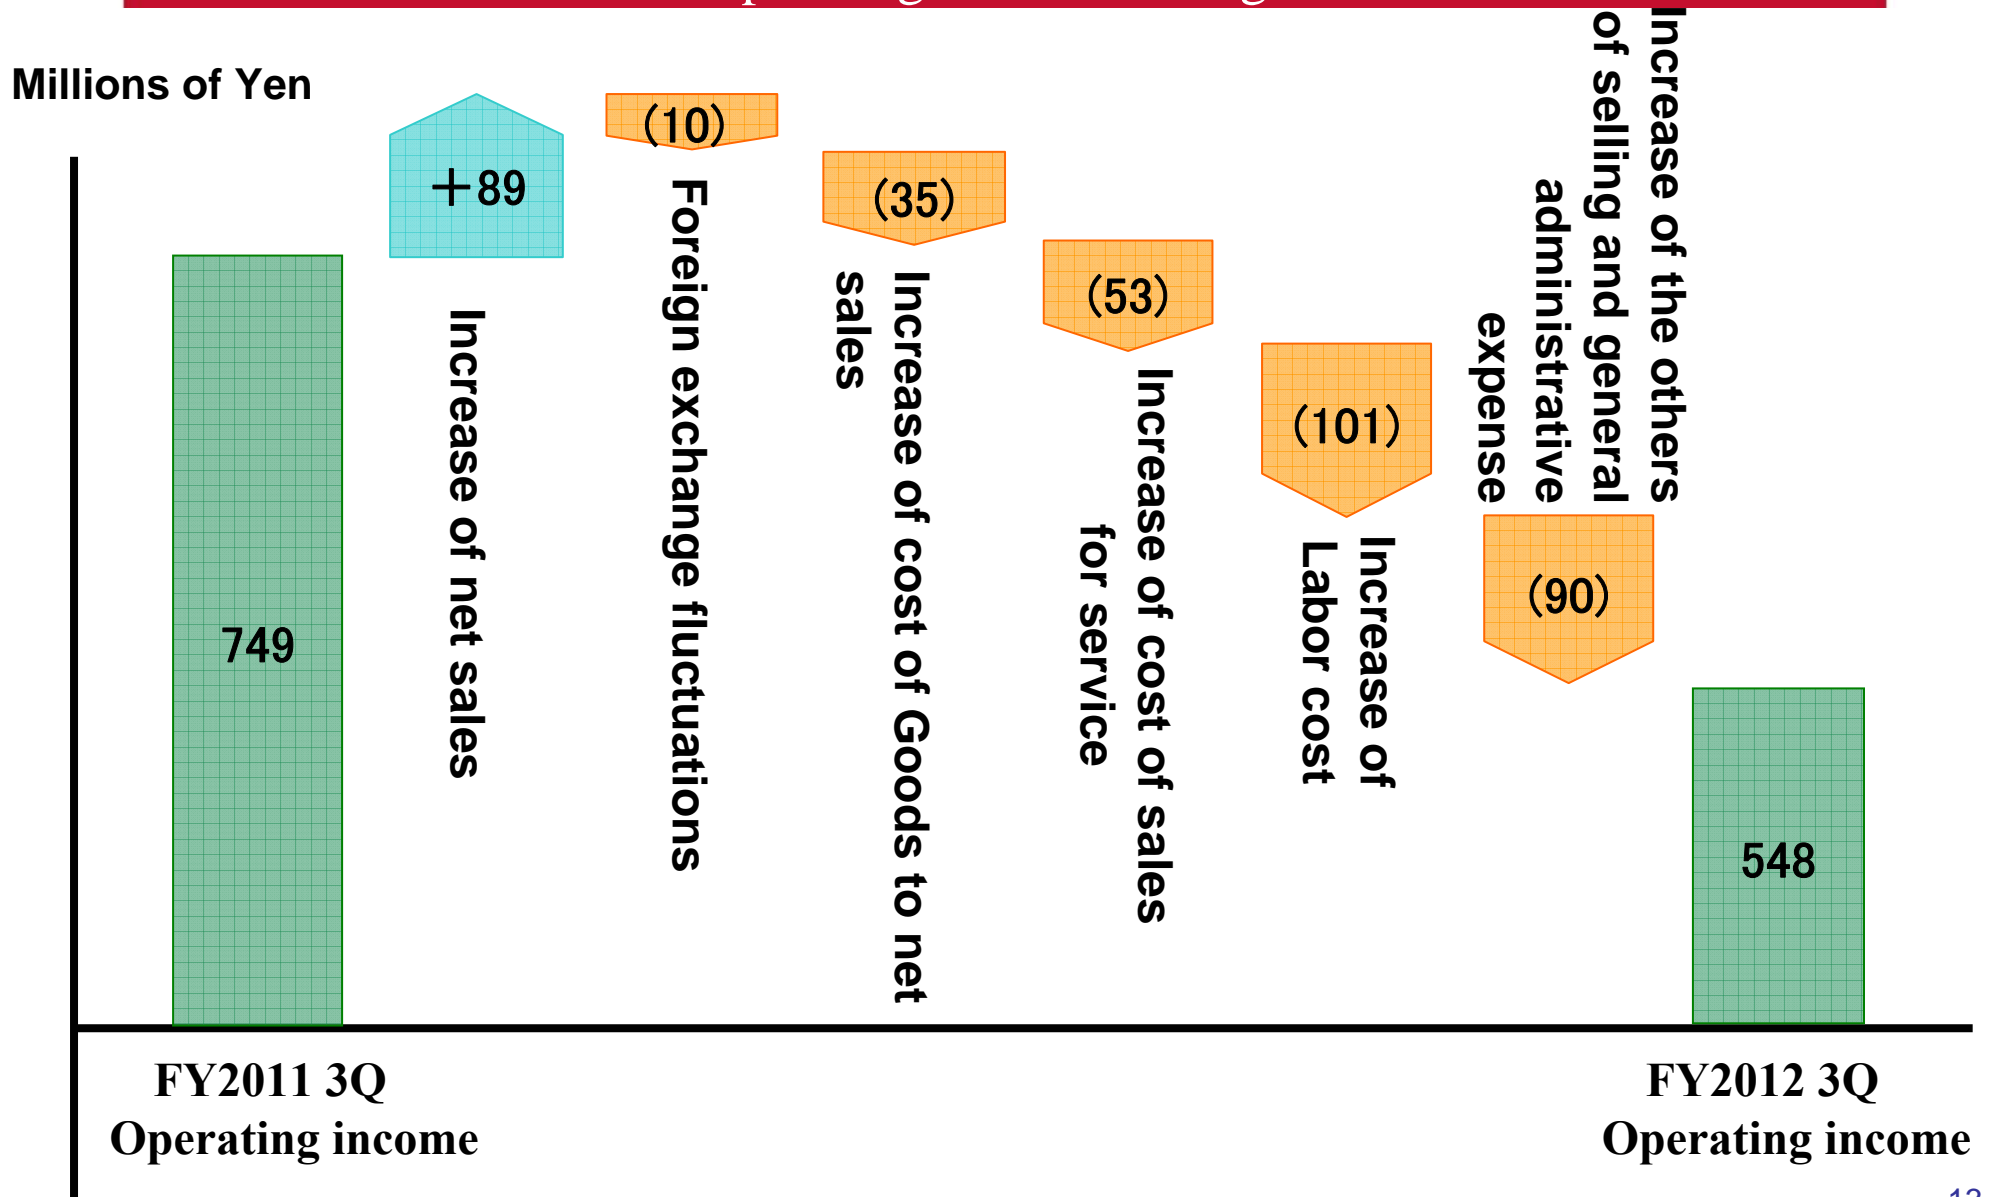 Millions of Yen
749
+89
Increase of net sales
(10)
Foreign exchange fluctuations
(35)
Increase of cost of Goods to net
sales
(53)
Increase of cost of sales
for service
(101)
Increase of
Labor cost
Increase of the others
of selling and general
administrative
expense
(90)
548
FY2011 3Q
Operating income
FY2012 3Q
Operating income